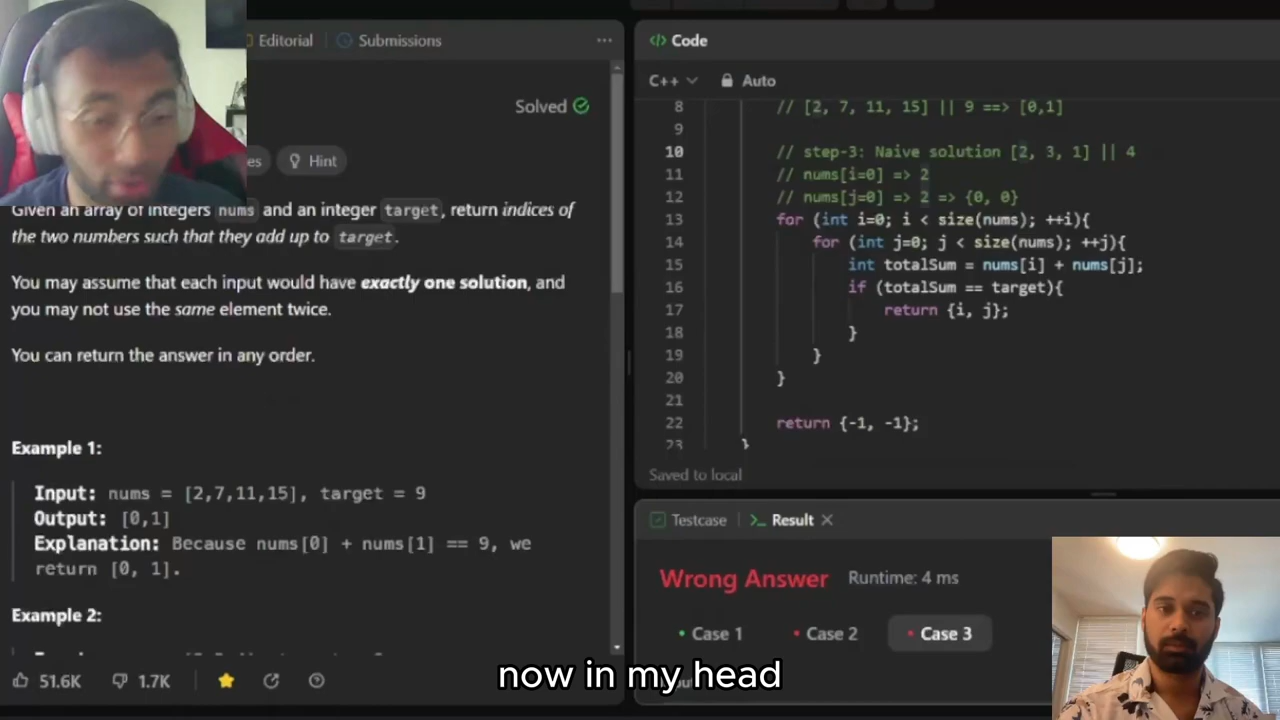 Editorial
Submissions
Solved
Hint
Given an array of integers nums and an integer target, return indices of
the two numbers such that they add up to target.
You may assume that each input would have exactly one solution, and
you may not use the same element twice.
You can return the answer in any order.
Example 1:
Input: nums = [2,7,11,15], target = 9
Output: [0,1]
Explanation: Because nums[0] + nums[1] == 9, we
return [0, 1].
Example 2:
51.6K
1.7K
</> Code
C++
Auto
8 // [2, 7, 11, 15] || 9 ==> [0,1]
9
10 // step-3: Naive solution [2, 3, 1] || 4
11 // nums[i=0] => 2
12 // nums[j=0] => 2 => {0, 0}
13 for (int i=0; i < size(nums); ++i){
14 for (int j=0; j < size(nums); ++j){
15 int totalSum = nums[i] + nums[j];
16 if (totalSum == target){
17 return {i, j};
18 }
19 }
20 }
21
22 return {-1, -1};
23 }
Saved to local
Testcase
>_ Result
Wrong Answer
Runtime: 4 ms
Case 1
Case 2
Case 3
now in my head